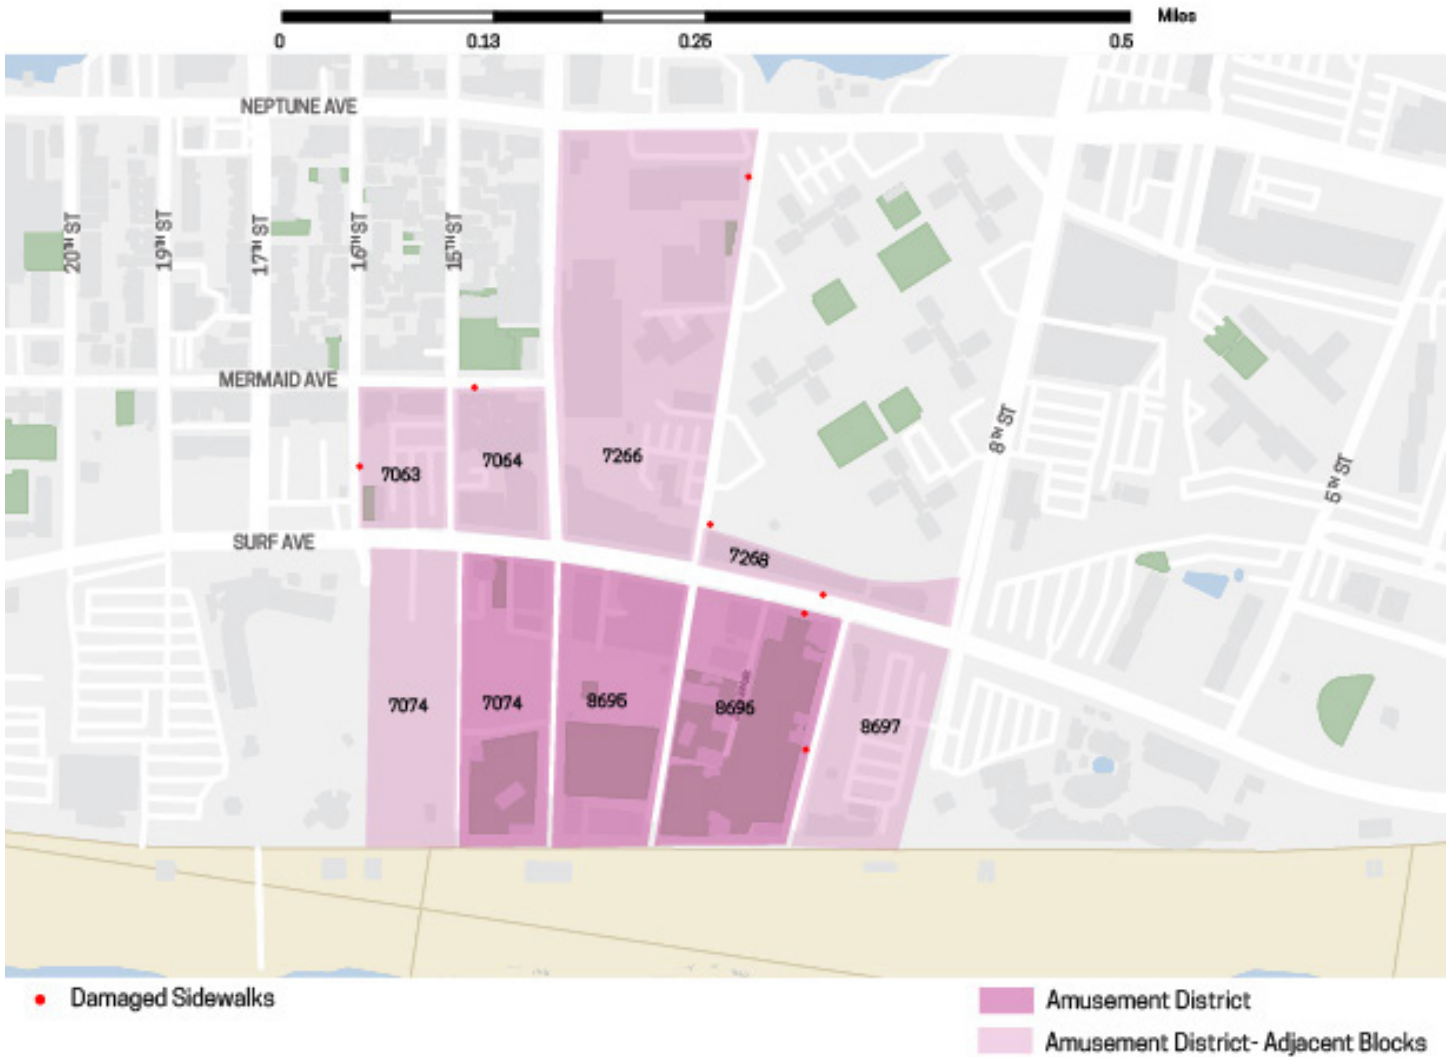 Miles
0 0.13 0.25 0.5
NEPTUNE AVE
20TH ST
19TH ST
17TH ST
16TH ST
15TH ST
MERMAID AVE
8TH ST
5TH ST
7063
7064
7266
SURF AVE
7268
7074
7074
8695
8696
8697
Damaged Sidewalks
Amusement District
Amusement District- Adjacent Blocks